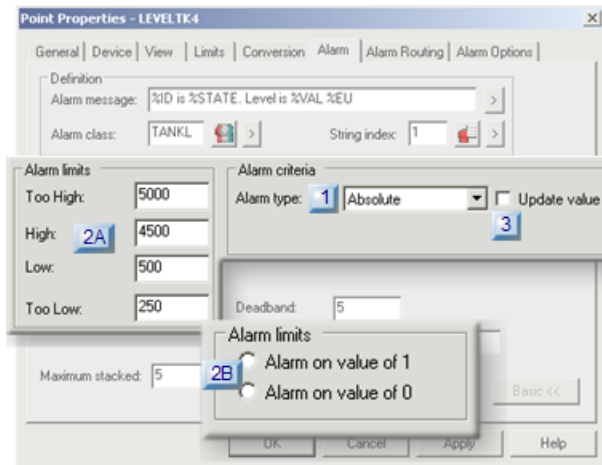 Point Properties - LEVELTK4
General Device View Limits Conversion Alarm Alarm Routing Alarm Options
Definition
Alarm message: %ID is %STATE. Level is %VAL %EU >
Alarm class: TANKL > String index: 1 >
Alarm limits
Too High: 5000
High: 2A 4500
Low: 500
Too Low: 250
Alarm criteria
Alarm type: 1 Absolute Update value
3
Deadband: 5
Alarm limits
2B Alarm on value of 1
Alarm on value of 0
Maximum stacked: 5
Basic <<
OK Cancel Apply Help